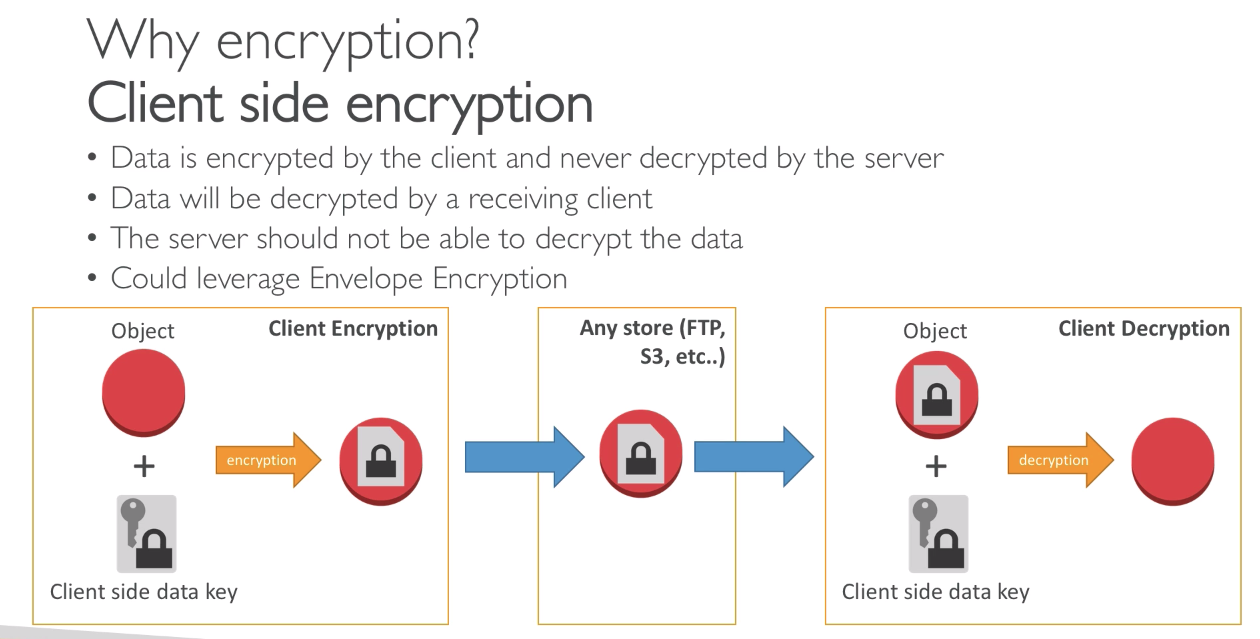 Why encryption?
Client side encryption
• Data is encrypted by the client and never decrypted by the server
• Data will be decrypted by a receiving client
• The server should not be able to decrypt the data
• Could leverage Envelope Encryption
Object
Client Encryption
+
encryption
Client side data key
Any store (FTP,
S3, etc..)
Object
Client Decryption
+
decryption
Client side data key